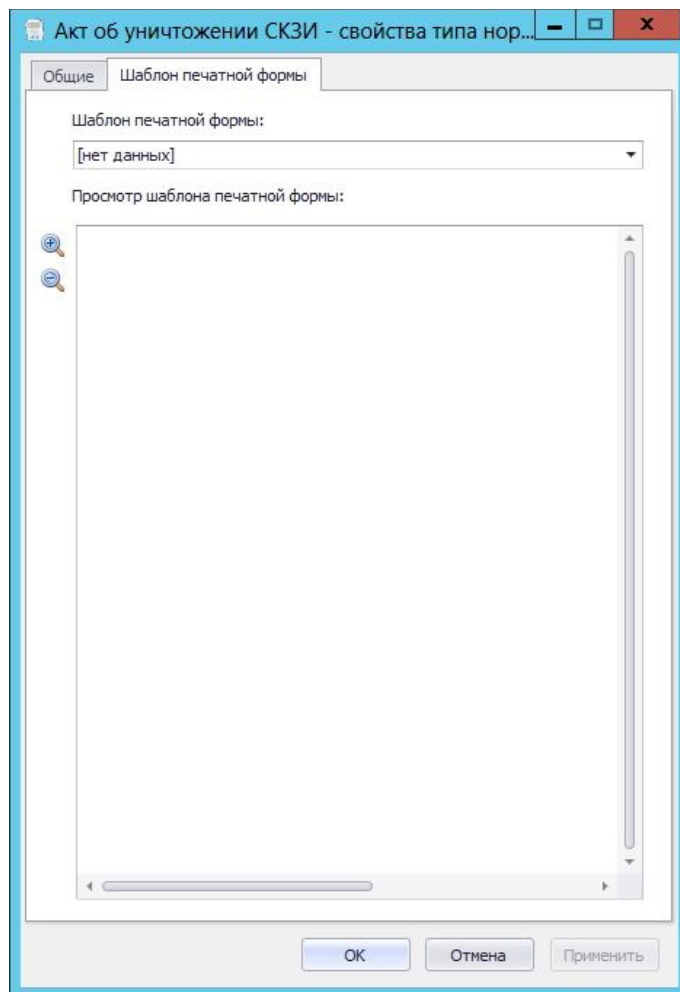 Акт об уничтожении СКЗИ - свойства типа нор...
Общие
Шаблон печатной формы
Шаблон печатной формы:
[нет данных]
Просмотр шаблона печатной формы:
ОК
Отмена
Применить